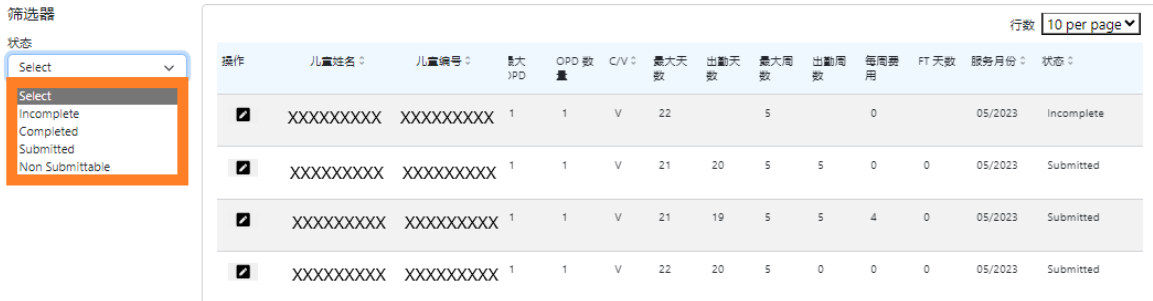 筛选器
状态
Select
Select
Incomplete
Completed
Submitted
Non Submittable
行数 10 per page
操作 儿童姓名 儿童编号 最大 OPD OPD 数量 C/V 最大天数 出勤天数 最大周数 出勤周数 每周费用 FT 天数 服务月份 状态
XXXXXXXXX XXXXXXXXX 1 1 V 22 5 0 05/2023 Incomplete
XXXXXXXXX XXXXXXXXX 1 1 V 21 20 5 5 0 0 05/2023 Submitted
XXXXXXXXX XXXXXXXXX 1 1 V 21 19 5 5 4 0 05/2023 Submitted
XXXXXXXXX XXXXXXXXX 1 1 V 22 20 5 0 0 0 05/2023 Submitted